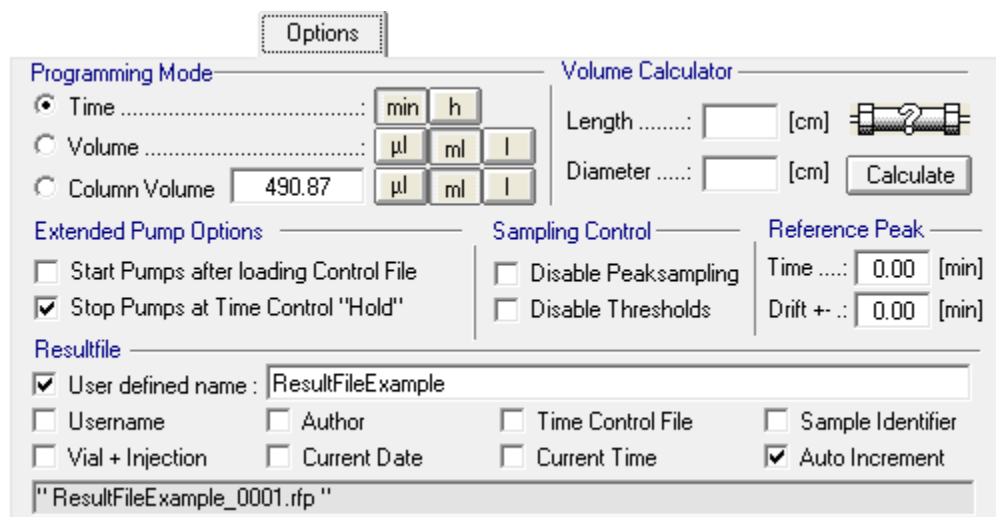 Options
Programming Mode
Time ..................................: min h
Volume ..............................: µl ml l
Column Volume 490.87 µl ml l
Volume Calculator
Length .......: [cm] ?
Diameter .....: [cm] Calculate
Extended Pump Options
Start Pumps after loading Control File
Stop Pumps at Time Control "Hold"
Sampling Control
Disable Peaksampling
Disable Thresholds
Reference Peak
Time ....: 0.00 [min]
Drift +- .: 0.00 [min]
Resultfile
User defined name : ResultFileExample
Username Author Time Control File Sample Identifier
Vial + Injection Current Date Current Time Auto Increment
" ResultFileExample_0001.rfp "